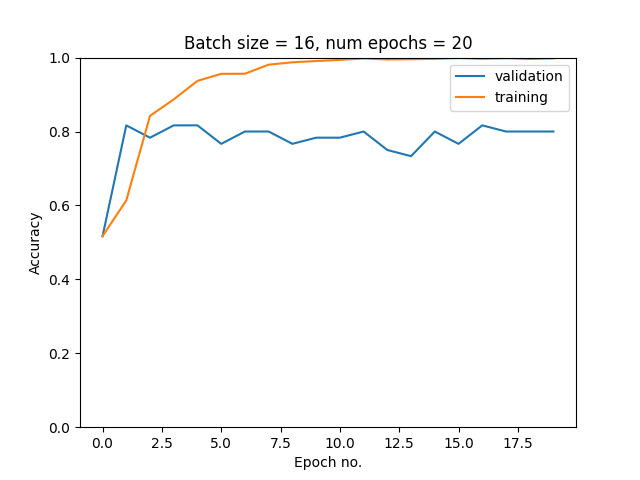 Batch size = 16, num epochs = 20
1.0
0.8
0.6
0.4
0.2
0.0
Accuracy
validation
training
0.0 2.5 5.0 7.5 10.0 12.5 15.0 17.5
Epoch no.